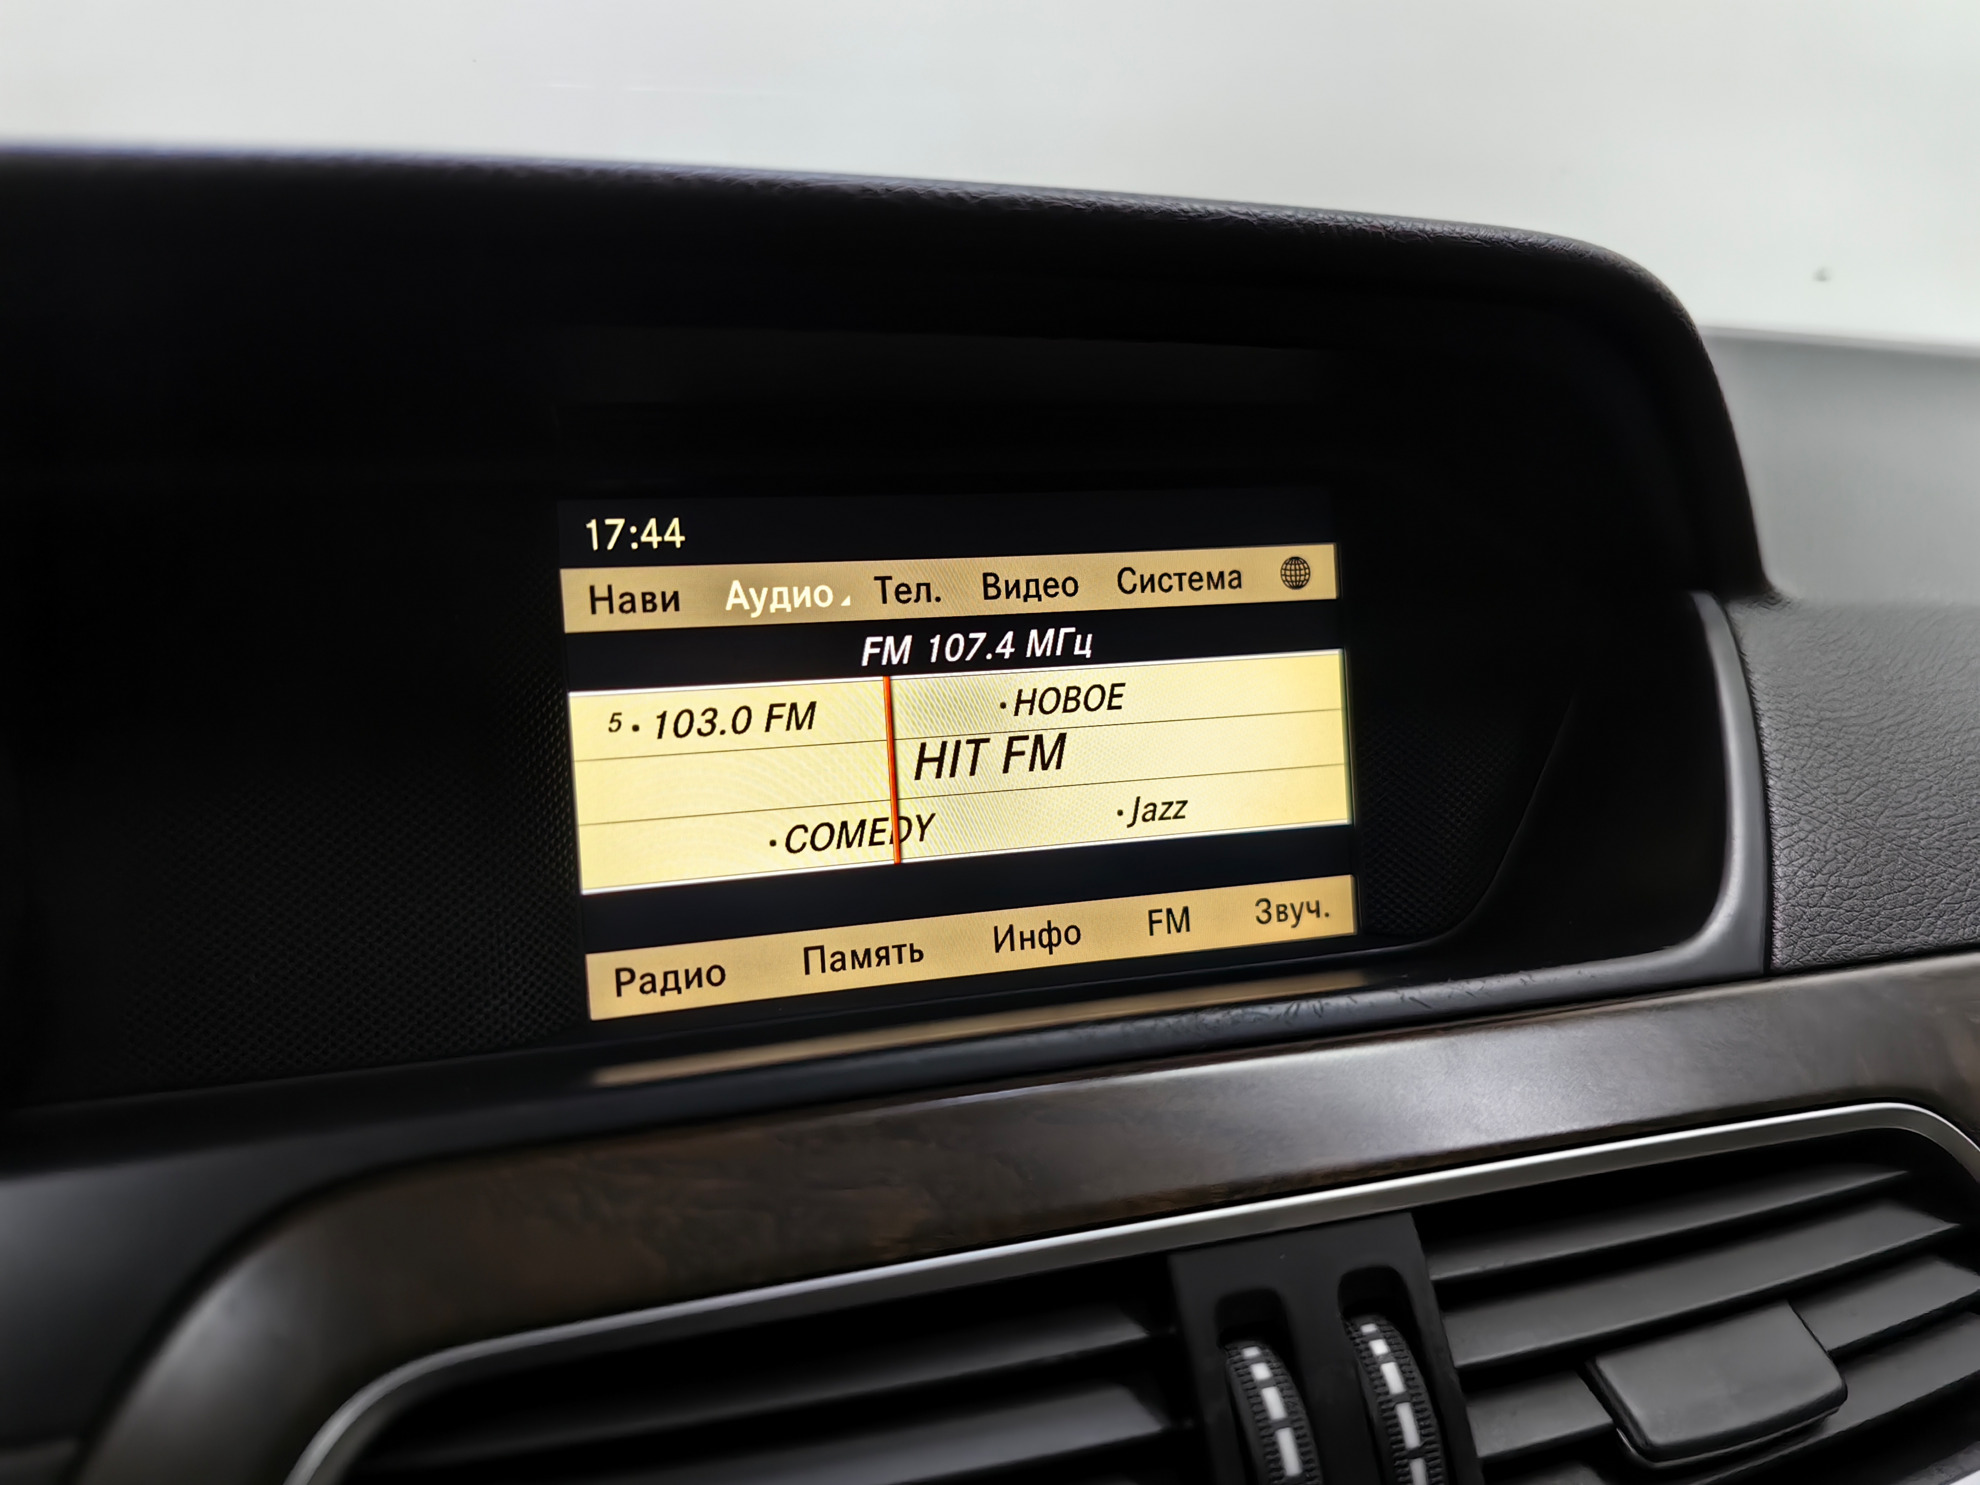 17:44
Нави Аудио Тел. Видео Система
FM 107.4 МГц
5 · 103.0 FM ·НОВОЕ
HIT FM
·COMEDY ·Jazz
Радио Память Инфо FM Звуч.